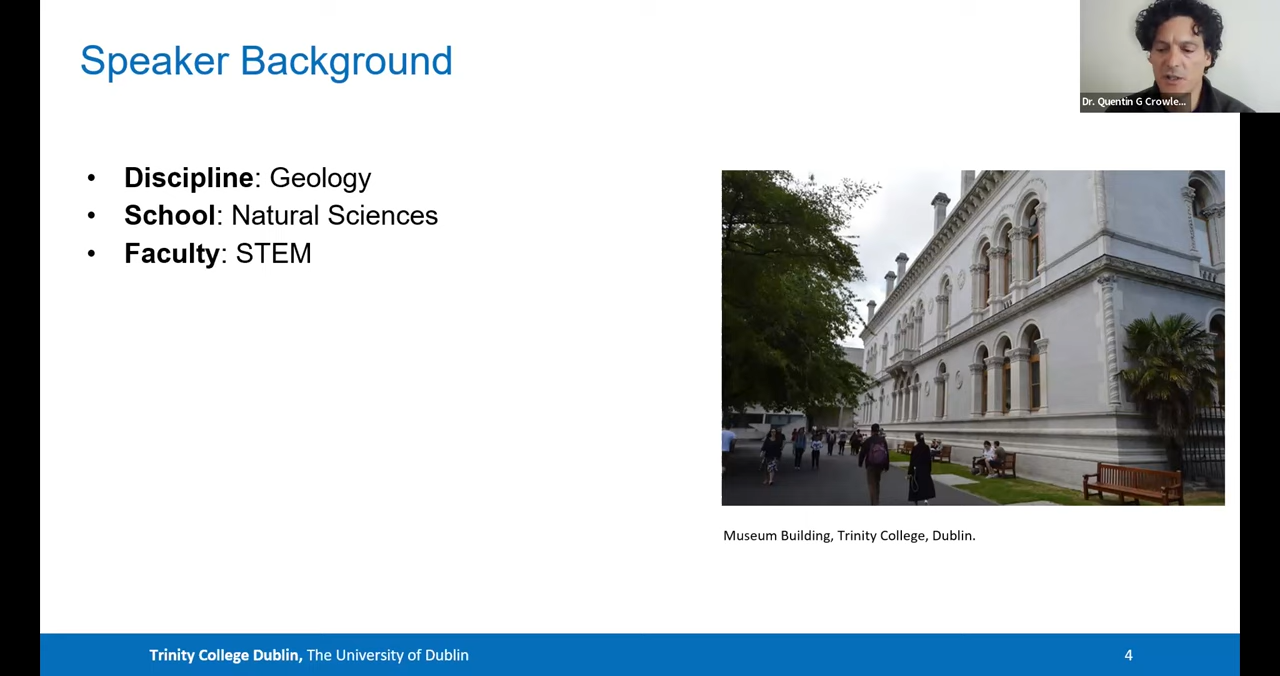 Speaker Background
Dr. Quentin G Crowle...
• Discipline: Geology
• School: Natural Sciences
• Faculty: STEM
Museum Building, Trinity College, Dublin.
Trinity College Dublin, The University of Dublin
4